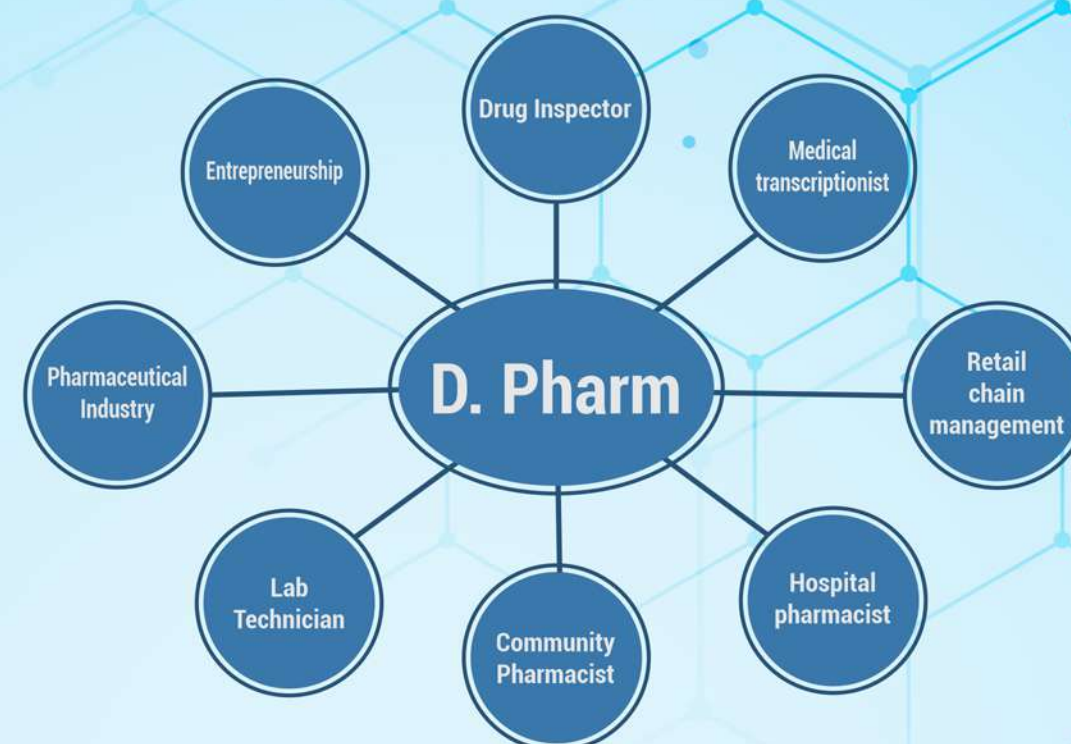 Drug Inspector
Medical
transcriptionist
Entrepreneurship
D. Pharm
Retail
chain
management
Pharmaceutical
Industry
Hospital
pharmacist
Lab
Technician
Community
Pharmacist